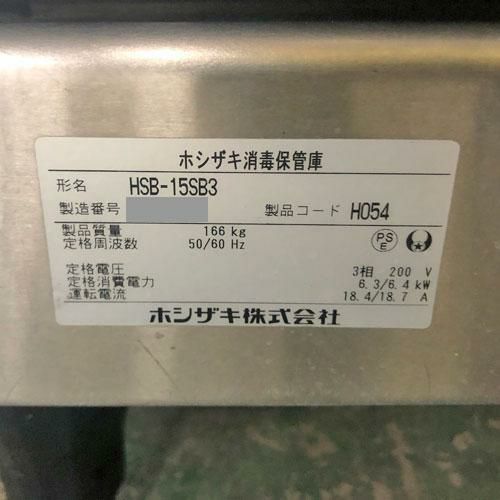 ホシザキ消毒保管庫
形名 HSB-15SB3
製造番号 製品コード H054
製品質量 166 kg
定格周波数 50/60 Hz
PS
E
定格電圧 3相 200 V
定格消費電力 6.3/6.4 kW
運転電流 18.4/18.7 A
ホシザキ株式会社